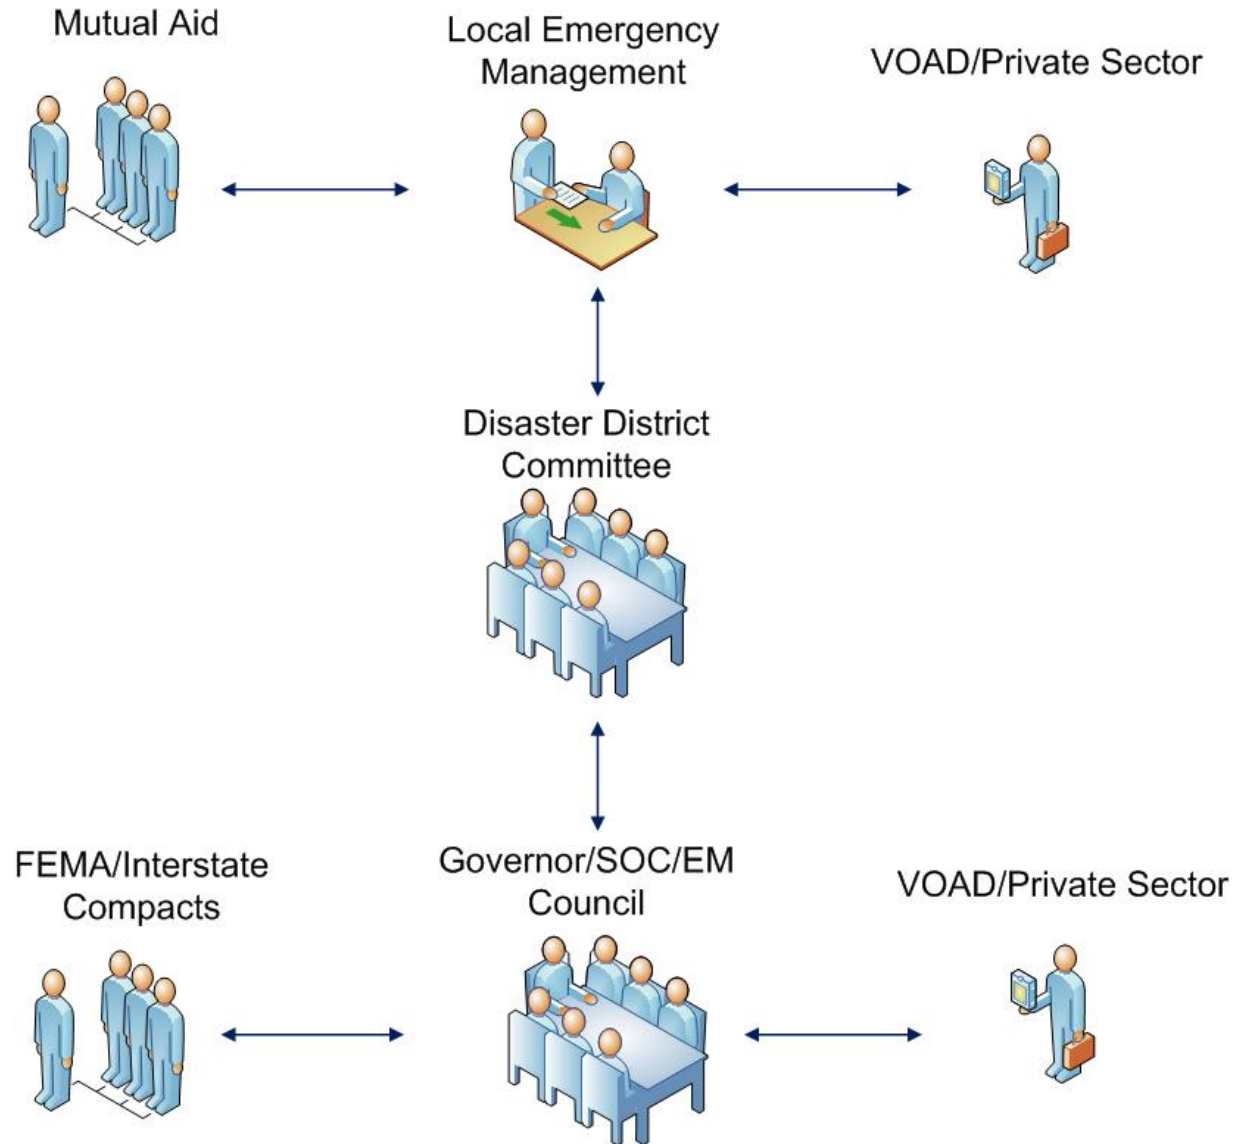 Mutual Aid
Local Emergency
Management
VOAD/Private Sector
Disaster District
Committee
FEMA/Interstate
Compacts
Governor/SOC/EM
Council
VOAD/Private Sector